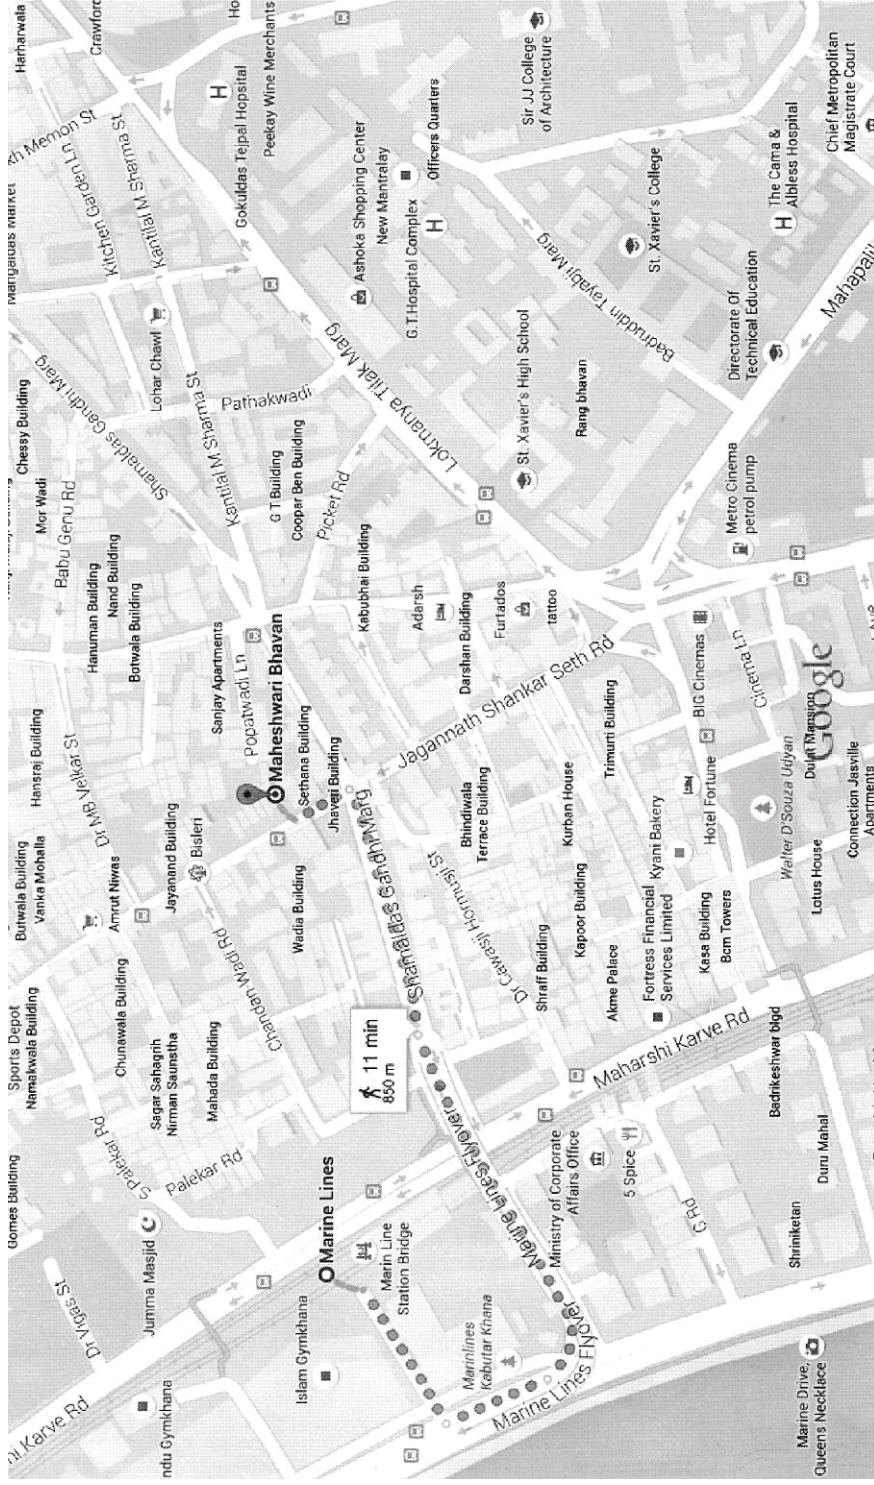 Gomes Building
Sports Depot
Namakwala Building
Butwala Building
Vanka Mohalla
Hansraj Building
Mor Wadi
Chessy Building
Mangaldas Market
Harharwala
Crawford
Dr Vigas St
S Palekar Rd
Chunawala Building
Amrut Niwas
Dr MB Velkar St
Hanuman Building
Babu Genu Rd
Nand Building
Shamaldas Gandhi Marg
Kitchen Garden Ln
Memon St
Jumma Masjid
Palekar Rd
Sagar Sahagrih
Nirman Saunstha
Jayanand Building
Botwala Building
Lohar Chawl
Kantilal M Sharma St
Mahada Building
Bisleri
Sanjay Apartments
Kantilal M Sharma St
Chandan Wadi Rd
Popatwadi Ln
Maheshwari Bhavan
G T Building
Coopar Ben Building
Pathakwadi
Gokuldas Tejpal Hopsital
Peekay Wine Merchants
Karve Rd
Gymkhana
Islam Gymkhana
Marine Lines
Wadia Building
Sethana Building
Jhaveri Building
Picket Rd
Kabubhai Building
Lokmanya Tilak Marg
Ashoka Shopping Center
New Mantralay
G.T.Hospital Complex
Officers Quarters
Marin Line
Station Bridge
11 min
850 m
Shamaldas Gandhi Marg
Jagannath Shankar Seth Rd
Adarsh
Darshan Building
Furtados
tattoo
St. Xavier's High School
Rang bhavan
Sir JJ College
of Architecture
Marinlines
Kabutar Khana
Marine Lines Flyover
Marine Lines Flyover
Dr Cawasji Hormusji St
Bhindiwala
Terrace Building
Kurban House
Trimurti Building
Badruddin Tayabji Marg
St. Xavier's College
Ministry of Corporate
Affairs Office
5 Spice
Maharshi Karve Rd
Shraff Building
Kapoor Building
Akme Palace
Fortress Financial
Services Limited
Kyani Bakery
Hotel Fortune
BIG Cinemas
Metro Cinema
petrol pump
Directorate Of
Technical Education
The Cama &
Albless Hospital
G Rd
Kasa Building
Bcm Towers
Cinema Ln
Chief Metropolitan
Magistrate Court
Shriniketan
Duru Mahal
Badrikeshwar blgd
Walter D'Souza Udyan
Lotus House
Dulat Mansion
Google
Connection Jasville
Apartments
Marine Drive,
Queens Necklace